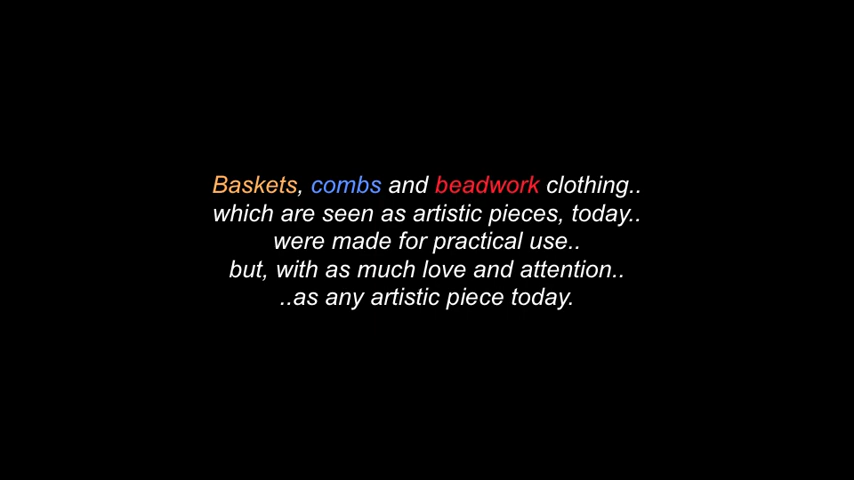 Baskets, combs and beadwork clothing..
which are seen as artistic pieces, today..
were made for practical use..
but, with as much love and attention..
..as any artistic piece today.